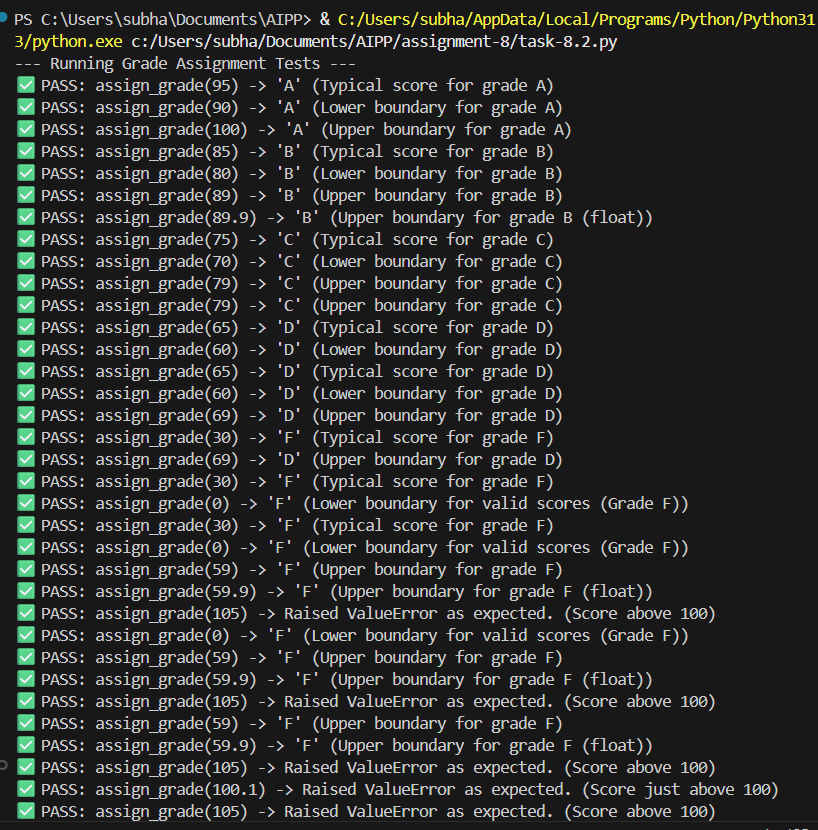 PS C:\Users\subha\Documents\AIPP> & C:/Users/subha/AppData/Local/Programs/Python/Python31
3/python.exe c:/Users/subha/Documents/AIPP/assignment-8/task-8.2.py
--- Running Grade Assignment Tests ---
✅ PASS: assign_grade(95) -> 'A' (Typical score for grade A)
✅ PASS: assign_grade(90) -> 'A' (Lower boundary for grade A)
✅ PASS: assign_grade(100) -> 'A' (Upper boundary for grade A)
✅ PASS: assign_grade(85) -> 'B' (Typical score for grade B)
✅ PASS: assign_grade(80) -> 'B' (Lower boundary for grade B)
✅ PASS: assign_grade(89) -> 'B' (Upper boundary for grade B)
✅ PASS: assign_grade(89.9) -> 'B' (Upper boundary for grade B (float))
✅ PASS: assign_grade(75) -> 'C' (Typical score for grade C)
✅ PASS: assign_grade(70) -> 'C' (Lower boundary for grade C)
✅ PASS: assign_grade(79) -> 'C' (Upper boundary for grade C)
✅ PASS: assign_grade(79) -> 'C' (Upper boundary for grade C)
✅ PASS: assign_grade(65) -> 'D' (Typical score for grade D)
✅ PASS: assign_grade(60) -> 'D' (Lower boundary for grade D)
✅ PASS: assign_grade(65) -> 'D' (Typical score for grade D)
✅ PASS: assign_grade(60) -> 'D' (Lower boundary for grade D)
✅ PASS: assign_grade(69) -> 'D' (Upper boundary for grade D)
✅ PASS: assign_grade(30) -> 'F' (Typical score for grade F)
✅ PASS: assign_grade(69) -> 'D' (Upper boundary for grade D)
✅ PASS: assign_grade(30) -> 'F' (Typical score for grade F)
✅ PASS: assign_grade(0) -> 'F' (Lower boundary for valid scores (Grade F))
✅ PASS: assign_grade(30) -> 'F' (Typical score for grade F)
✅ PASS: assign_grade(0) -> 'F' (Lower boundary for valid scores (Grade F))
✅ PASS: assign_grade(59) -> 'F' (Upper boundary for grade F)
✅ PASS: assign_grade(59.9) -> 'F' (Upper boundary for grade F (float))
✅ PASS: assign_grade(105) -> Raised ValueError as expected. (Score above 100)
✅ PASS: assign_grade(0) -> 'F' (Lower boundary for valid scores (Grade F))
✅ PASS: assign_grade(59) -> 'F' (Upper boundary for grade F)
✅ PASS: assign_grade(59.9) -> 'F' (Upper boundary for grade F (float))
✅ PASS: assign_grade(105) -> Raised ValueError as expected. (Score above 100)
✅ PASS: assign_grade(59) -> 'F' (Upper boundary for grade F)
✅ PASS: assign_grade(59.9) -> 'F' (Upper boundary for grade F (float))
✅ PASS: assign_grade(105) -> Raised ValueError as expected. (Score above 100)
✅ PASS: assign_grade(100.1) -> Raised ValueError as expected. (Score just above 100)
✅ PASS: assign_grade(105) -> Raised ValueError as expected. (Score above 100)